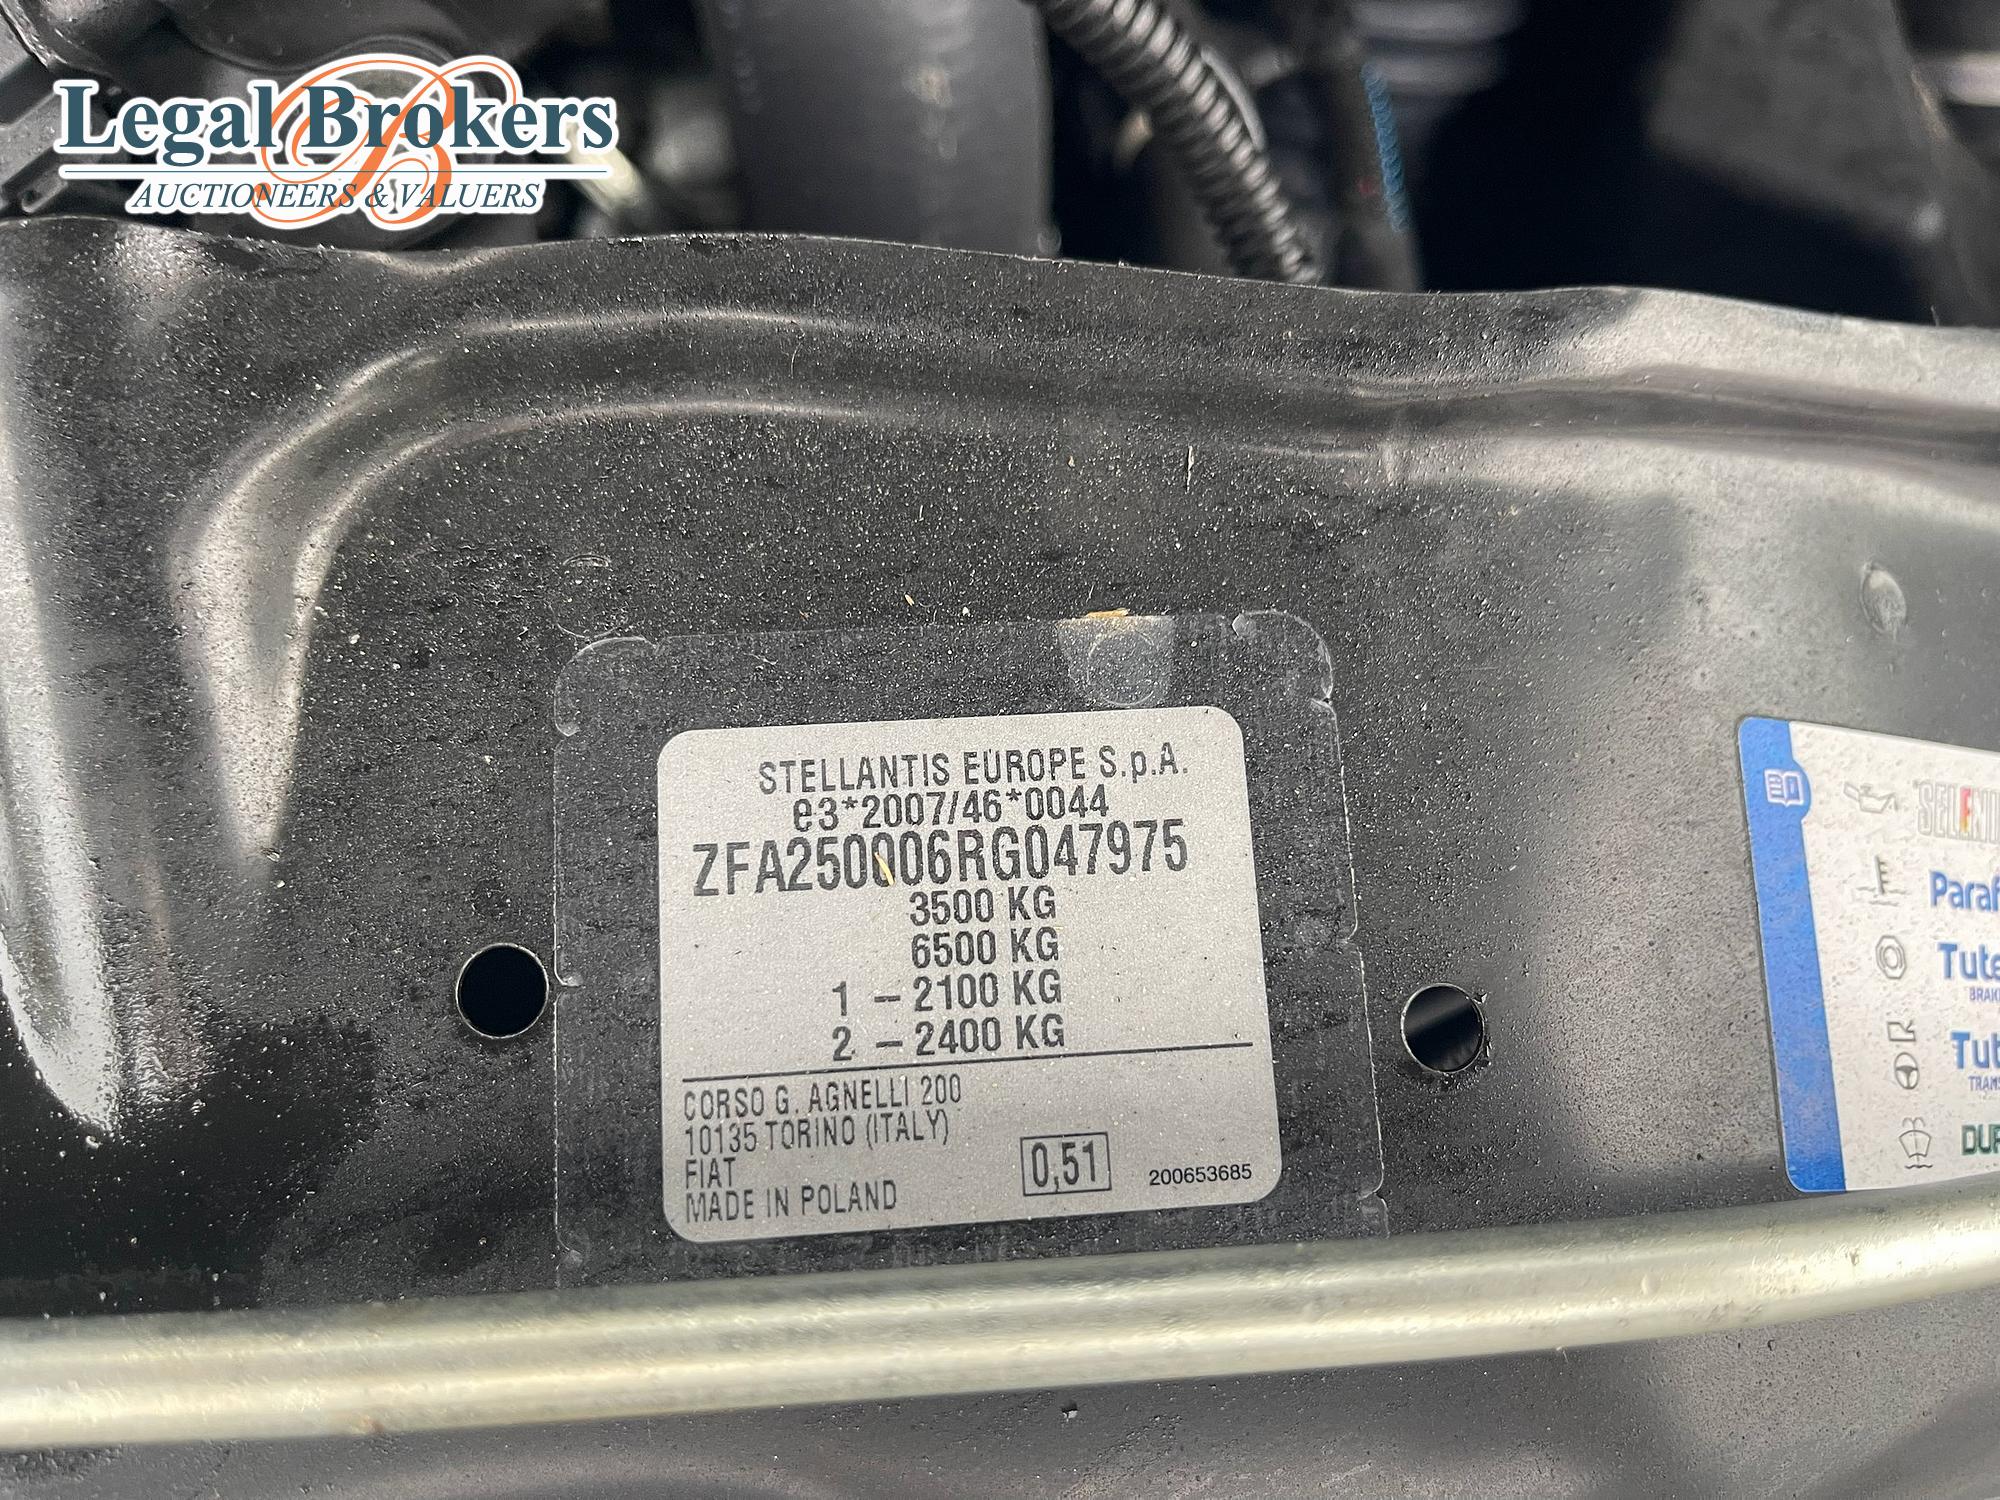 Legal Brokers
AUCTIONEERS & VALUERS
STELLANTIS EUROPE S.p.A.
e3*2007/46*0044
ZFA250006RG047975
3500 KG
6500 KG
1 – 2100 KG
2 – 2400 KG
CORSO G. AGNELLI 200
10135 TORINO (ITALY)
FIAT
MADE IN POLAND
0,51
200653685